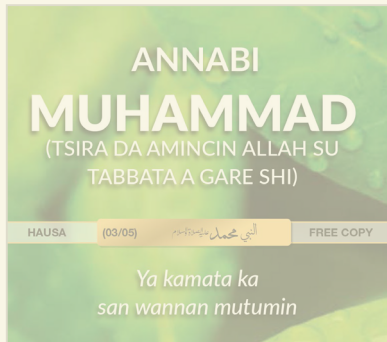 ANNABI
MUHAMMAD
(TSIRA DA AMINCIN ALLAH SU
TABBATA A GARE SHI)
HAUSA (03/05) النبي محمد FREE COPY
Ya kamata ka
san wannan mutumin